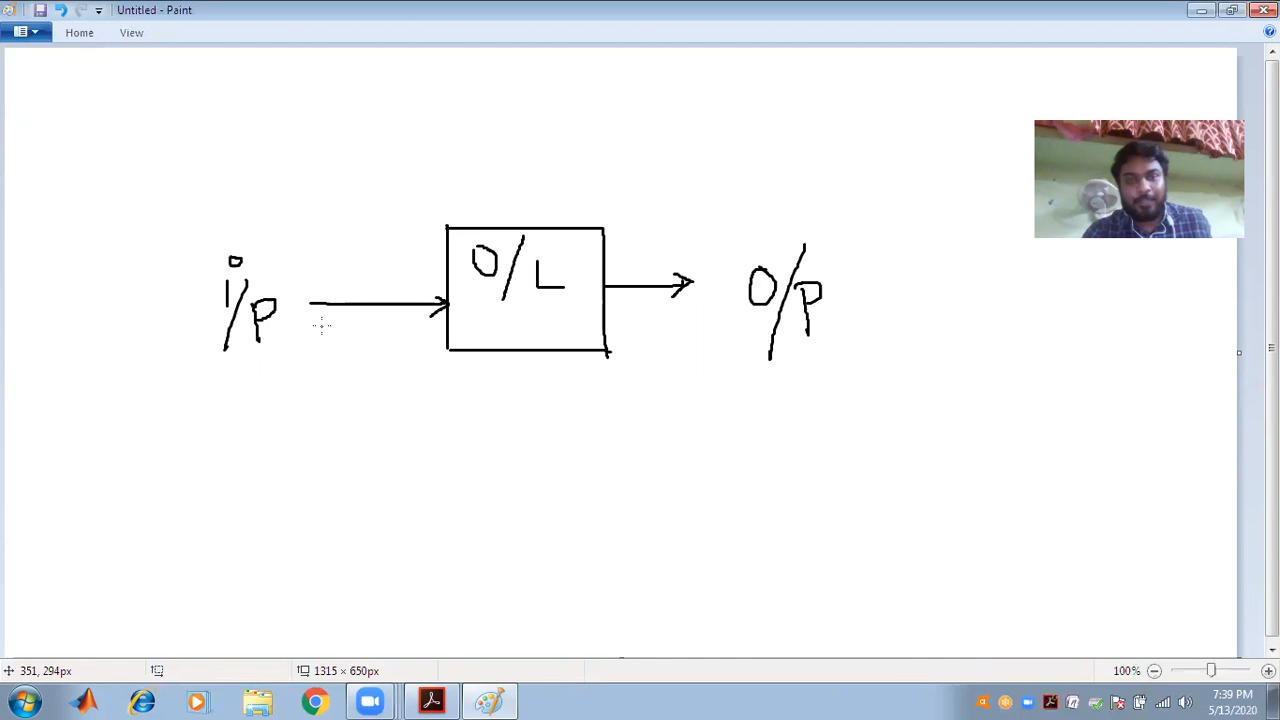 Untitled - Paint
Home View
i/p O/L O/P
351, 294px 1315 × 650px 100%
7:39 PM
5/13/2020